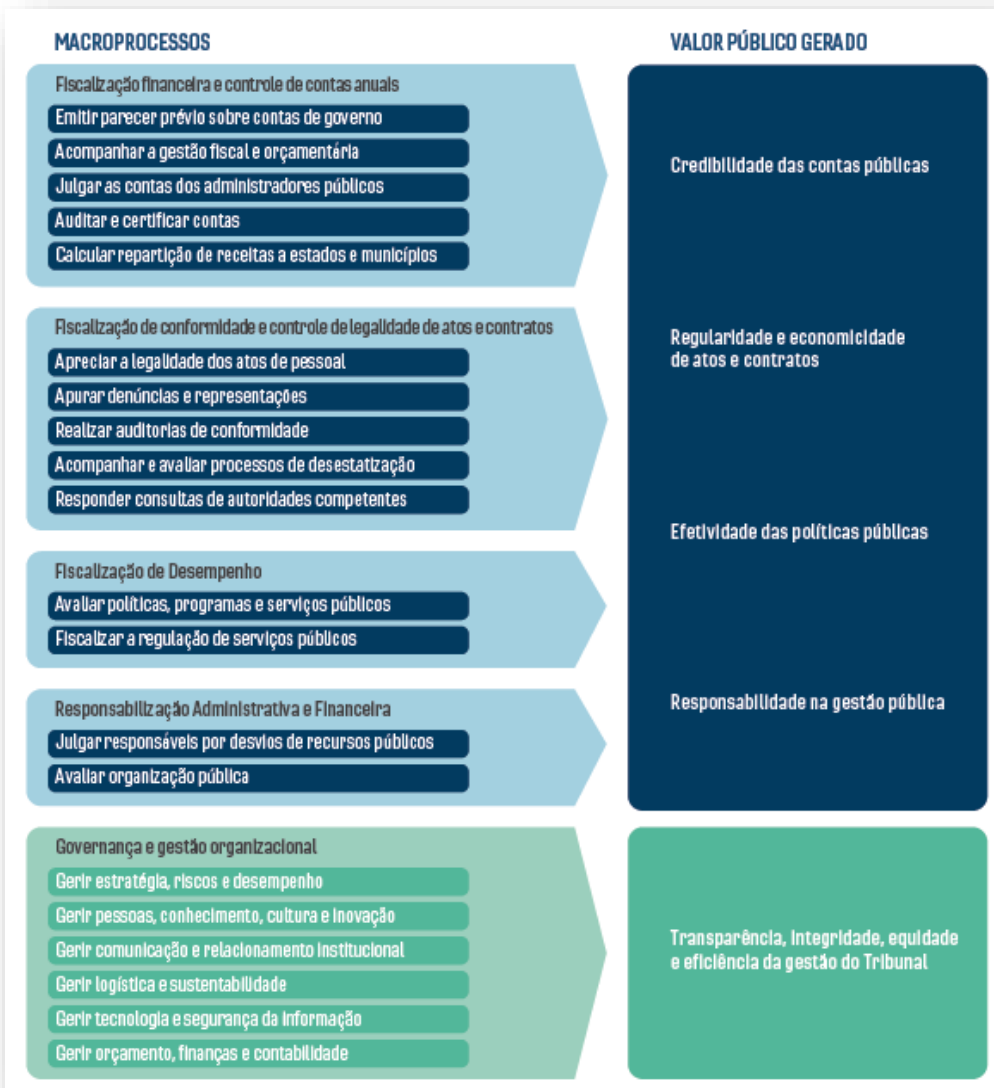 MACROPROCESSOS
VALOR PÚBLICO GERADO
Fiscalização financeira e controle de contas anuais
Emitir parecer prévio sobre contas de governo
Acompanhar a gestão fiscal e orçamentária
Julgar as contas dos administradores públicos
Auditar e certificar contas
Calcular repartição de receitas a estados e municípios
Credibilidade das contas públicas
Fiscalização de conformidade e controle de legalidade de atos e contratos
Apreciar a legalidade dos atos de pessoal
Apurar denúncias e representações
Realizar auditorias de conformidade
Acompanhar e avaliar processos de desestatização
Responder consultas de autoridades competentes
Regularidade e economicidade
de atos e contratos
Fiscalização de Desempenho
Avaliar políticas, programas e serviços públicos
Fiscalizar a regulação de serviços públicos
Efetividade das políticas públicas
Responsabilização Administrativa e Financeira
Julgar responsáveis por desvios de recursos públicos
Avaliar organização pública
Responsabilidade na gestão pública
Governança e gestão organizacional
Gerir estratégia, riscos e desempenho
Gerir pessoas, conhecimento, cultura e inovação
Gerir comunicação e relacionamento institucional
Gerir logística e sustentabilidade
Gerir tecnologia e segurança da informação
Gerir orçamento, finanças e contabilidade
Transparência, integridade, equidade
e eficiência da gestão do Tribunal